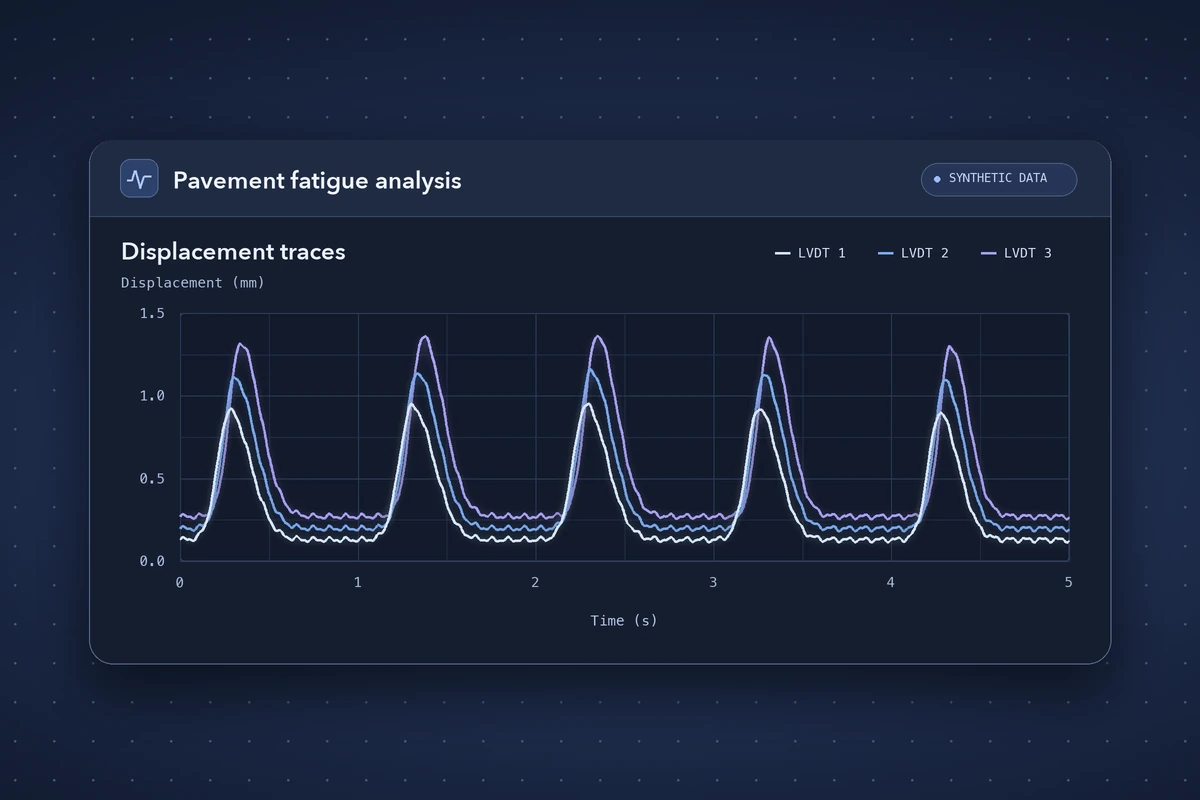 Pavement fatigue analysis
SYNTHETIC DATA
Displacement traces
LVDT 1
LVDT 2
LVDT 3
Displacement (mm)
1.5
1.0
0.5
0.0
0
1
2
3
4
5
Time (s)